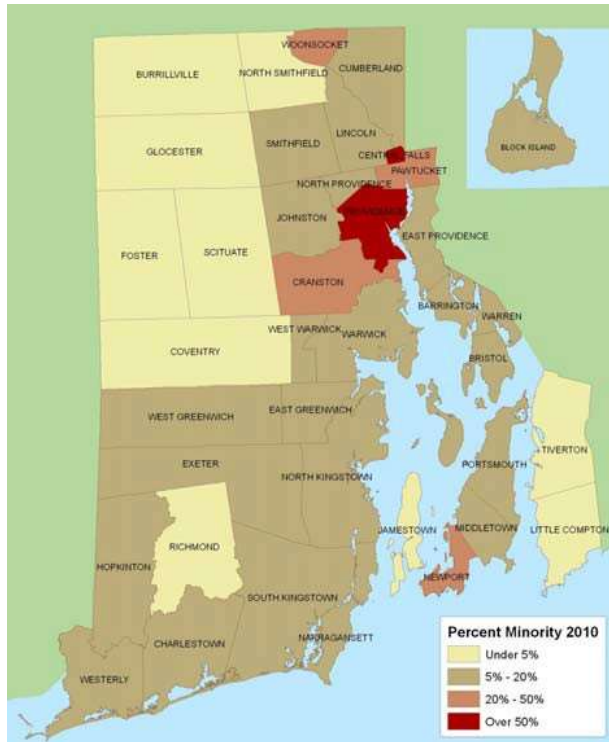 WOONSOCKET
BURRILLVILLE
NORTH SMITHFIELD
CUMBERLAND
LINCOLN
SMITHFIELD
GLOCESTER
CENTRAL FALLS
PAWTUCKET
NORTH PROVIDENCE
PROVIDENCE
JOHNSTON
EAST PROVIDENCE
FOSTER
SCITUATE
CRANSTON
BARRINGTON
WARREN
WEST WARWICK
WARWICK
COVENTRY
BRISTOL
WEST GREENWICH
EAST GREENWICH
TIVERTON
EXETER
PORTSMOUTH
NORTH KINGSTOWN
JAMESTOWN
MIDDLETOWN
LITTLE COMPTON
RICHMOND
HOPKINTON
NEWPORT
SOUTH KINGSTOWN
NARRAGANSETT
CHARLESTOWN
WESTERLY
BLOCK ISLAND
Percent Minority 2010
Under 5%
5% - 20%
20% - 50%
Over 50%